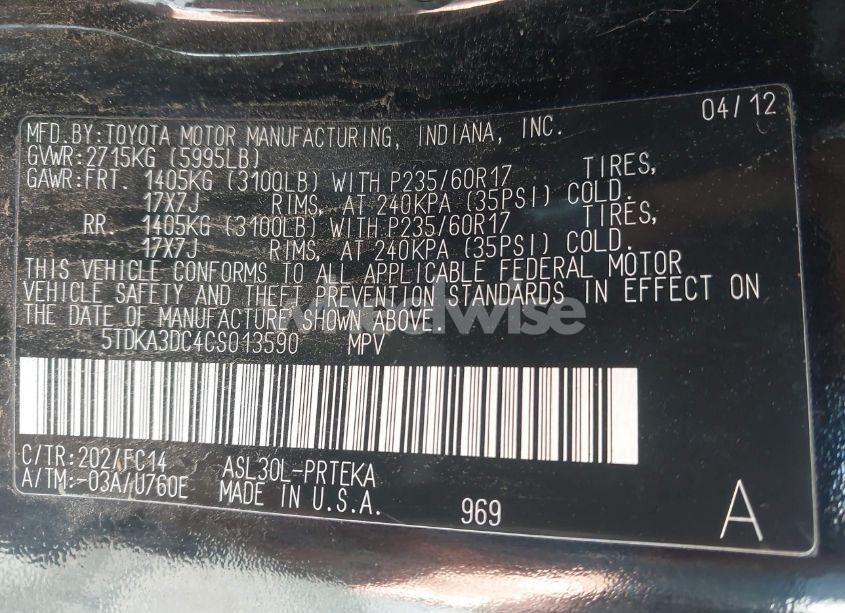 04/12
MFD.BY:TOYOTA MOTOR MANUFACTURING, INDIANA, INC.
GVWR:2715KG (5995LB)
GAWR:FRT. 1405KG (3100LB) WITH P235/60R17 TIRES,
17X7J RIMS, AT 240KPA (35PSI) COLD.
RR. 1405KG (3100LB) WITH P235/60R17 TIRES,
17X7J RIMS, AT 240KPA (35PSI) COLD.
THIS VEHICLE CONFORMS TO ALL APPLICABLE FEDERAL MOTOR
VEHICLE SAFETY AND THEFT PREVENTION STANDARDS IN EFFECT ON
THE DATE OF MANUFACTURE SHOWN ABOVE.
5TDKA3DC4CS013590 MPV
C/TR:202/FC14 ASL30L-PRTEKA
A/TM:-03A/U760E MADE IN U.S.A. 969 A